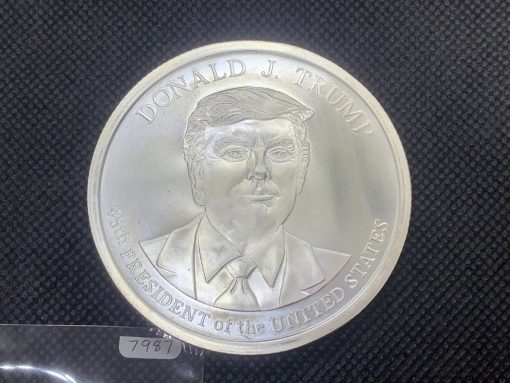 DONALD J. TRUMP
45th PRESIDENT of the UNITED STATES
7987